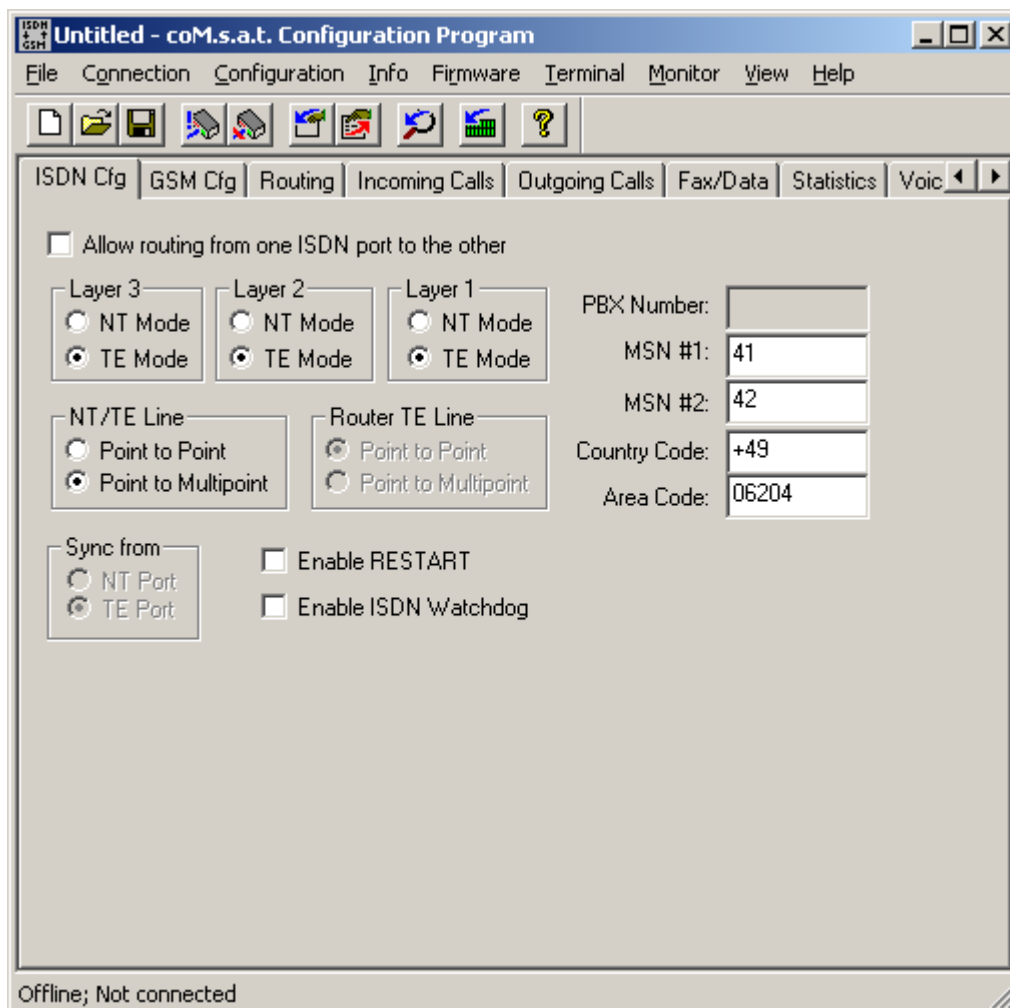 ISDN GSM
Untitled - coM.s.a.t. Configuration Program
File Connection Configuration Info Firmware Terminal Monitor View Help
ISDN Cfg GSM Cfg Routing Incoming Calls Outgoing Calls Fax/Data Statistics Voic
Allow routing from one ISDN port to the other
Layer 3 Layer 2 Layer 1
NT Mode NT Mode NT Mode
TE Mode TE Mode TE Mode
PBX Number:
MSN #1: 41
MSN #2: 42
Country Code: +49
Area Code: 06204
NT/TE Line Router TE Line
Point to Point Point to Point
Point to Multipoint Point to Multipoint
Sync from
NT Port
TE Port
Enable RESTART
Enable ISDN Watchdog
Offline; Not connected